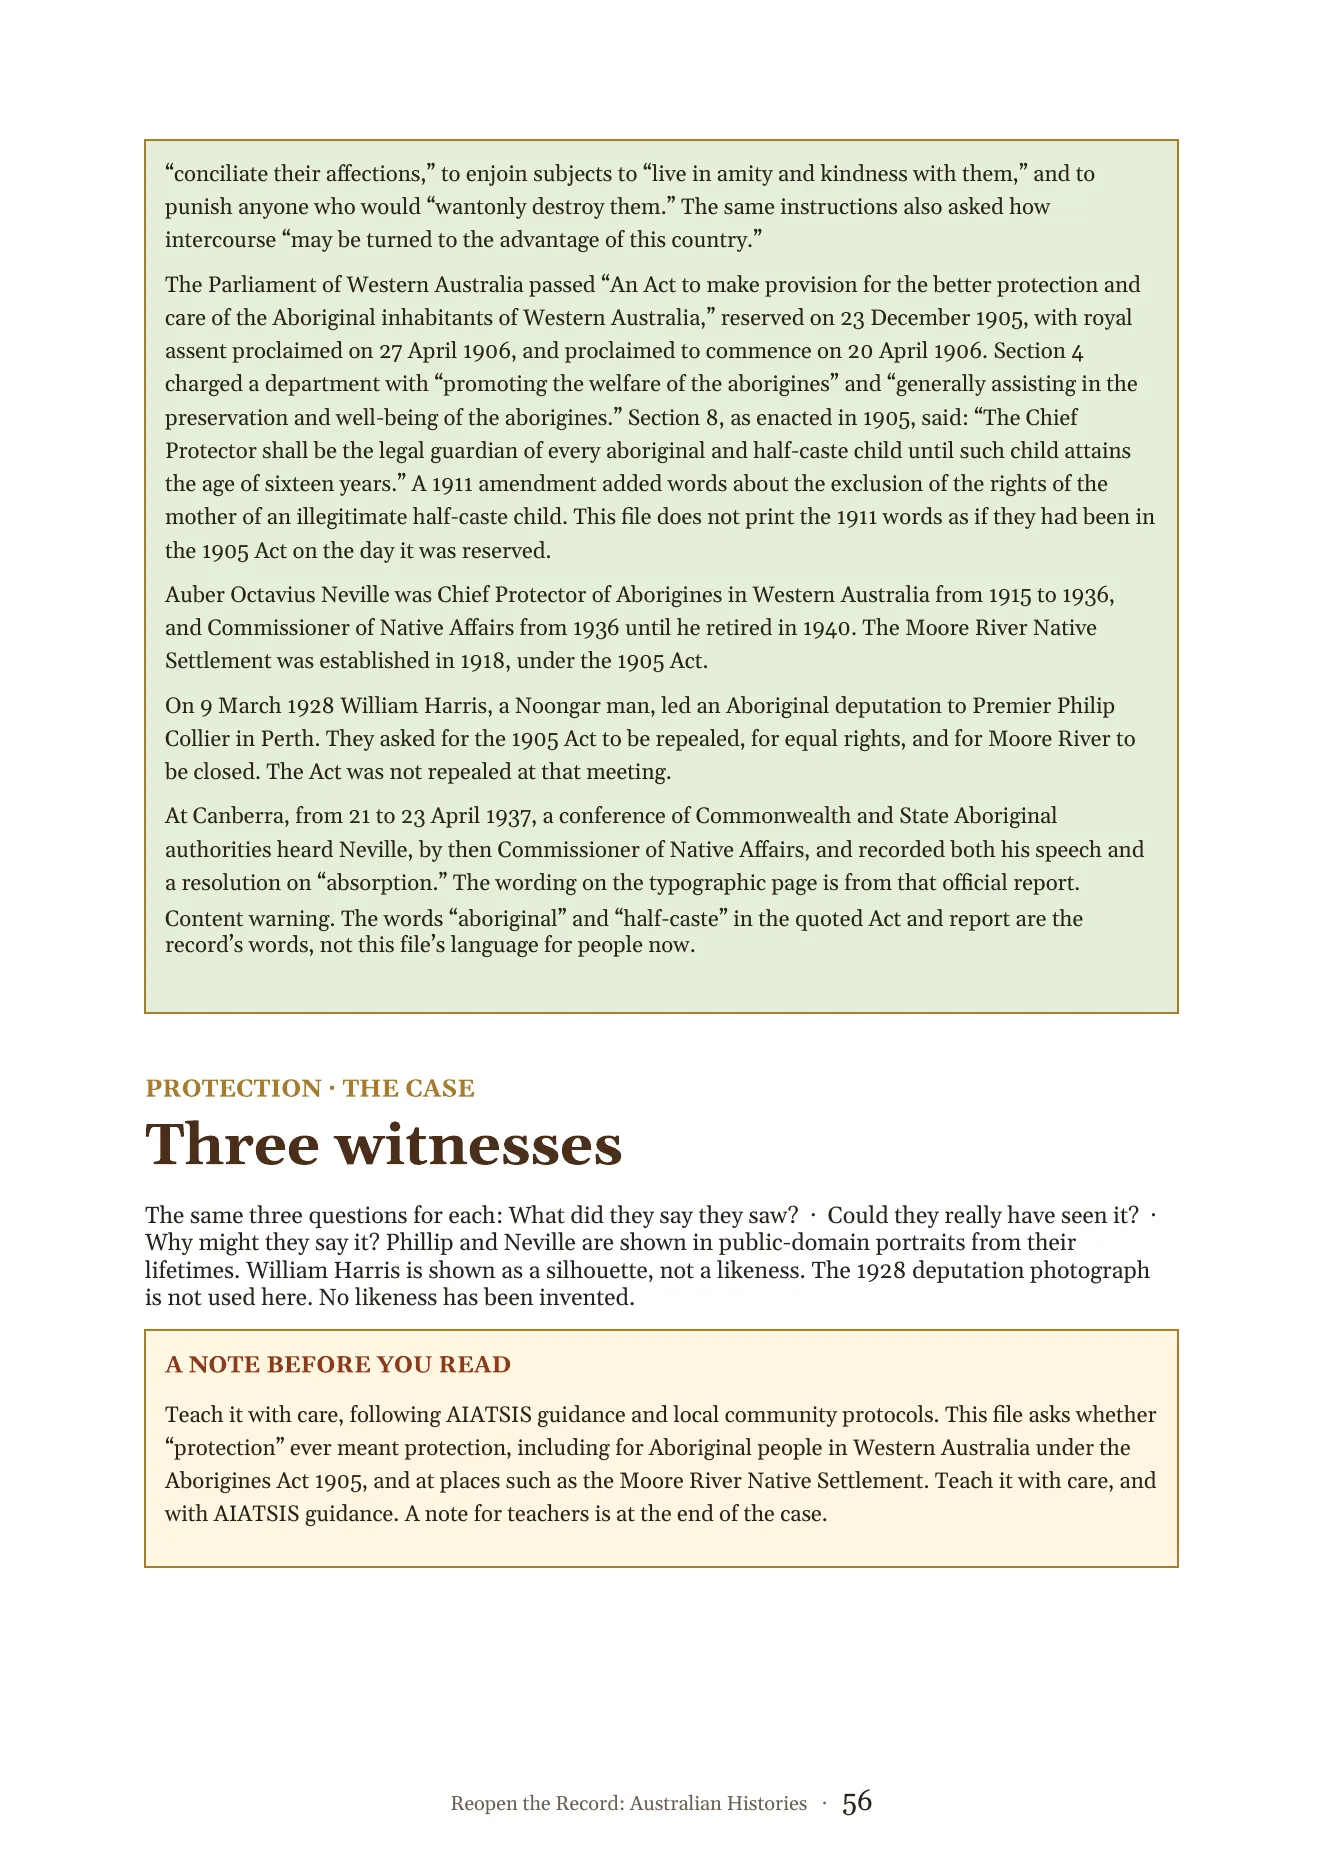 “conciliate their affections,” to enjoin subjects to “live in amity and kindness with them,” and to
punish anyone who would “wantonly destroy them.” The same instructions also asked how
intercourse “may be turned to the advantage of this country.”
The Parliament of Western Australia passed “An Act to make provision for the better protection and
care of the Aboriginal inhabitants of Western Australia,” reserved on 23 December 1905, with royal
assent proclaimed on 27 April 1906, and proclaimed to commence on 20 April 1906. Section 4
charged a department with “promoting the welfare of the aborigines” and “generally assisting in the
preservation and well-being of the aborigines.” Section 8, as enacted in 1905, said: “The Chief
Protector shall be the legal guardian of every aboriginal and half-caste child until such child attains
the age of sixteen years.” A 1911 amendment added words about the exclusion of the rights of the
mother of an illegitimate half-caste child. This file does not print the 1911 words as if they had been in
the 1905 Act on the day it was reserved.
Auber Octavius Neville was Chief Protector of Aborigines in Western Australia from 1915 to 1936,
and Commissioner of Native Affairs from 1936 until he retired in 1940. The Moore River Native
Settlement was established in 1918, under the 1905 Act.
On 9 March 1928 William Harris, a Noongar man, led an Aboriginal deputation to Premier Philip
Collier in Perth. They asked for the 1905 Act to be repealed, for equal rights, and for Moore River to
be closed. The Act was not repealed at that meeting.
At Canberra, from 21 to 23 April 1937, a conference of Commonwealth and State Aboriginal
authorities heard Neville, by then Commissioner of Native Affairs, and recorded both his speech and
a resolution on “absorption.” The wording on the typographic page is from that official report.
Content warning. The words “aboriginal” and “half-caste” in the quoted Act and report are the
record’s words, not this file’s language for people now.
PROTECTION · THE CASE
Three witnesses
The same three questions for each: What did they say they saw? · Could they really have seen it? ·
Why might they say it? Phillip and Neville are shown in public-domain portraits from their
lifetimes. William Harris is shown as a silhouette, not a likeness. The 1928 deputation photograph
is not used here. No likeness has been invented.
A NOTE BEFORE YOU READ
Teach it with care, following AIATSIS guidance and local community protocols. This file asks whether
“protection” ever meant protection, including for Aboriginal people in Western Australia under the
Aborigines Act 1905, and at places such as the Moore River Native Settlement. Teach it with care, and
with AIATSIS guidance. A note for teachers is at the end of the case.
Reopen the Record: Australian Histories · 56